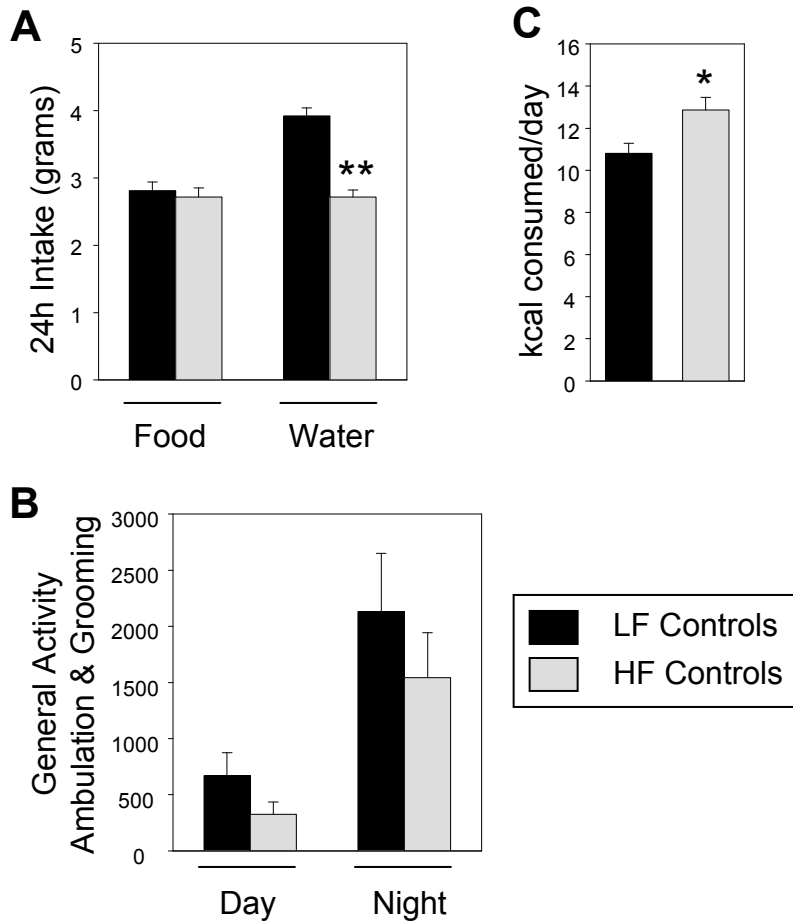 A
24h Intake (grams)
5
4
3
2
1
0
**
Food
Water
C
kcal consumed/day
16
14
12
10
8
6
4
2
0
*
B
General Activity
Ambulation & Grooming
3000
2500
2000
1500
1000
500
0
Day
Night
LF Controls
HF Controls